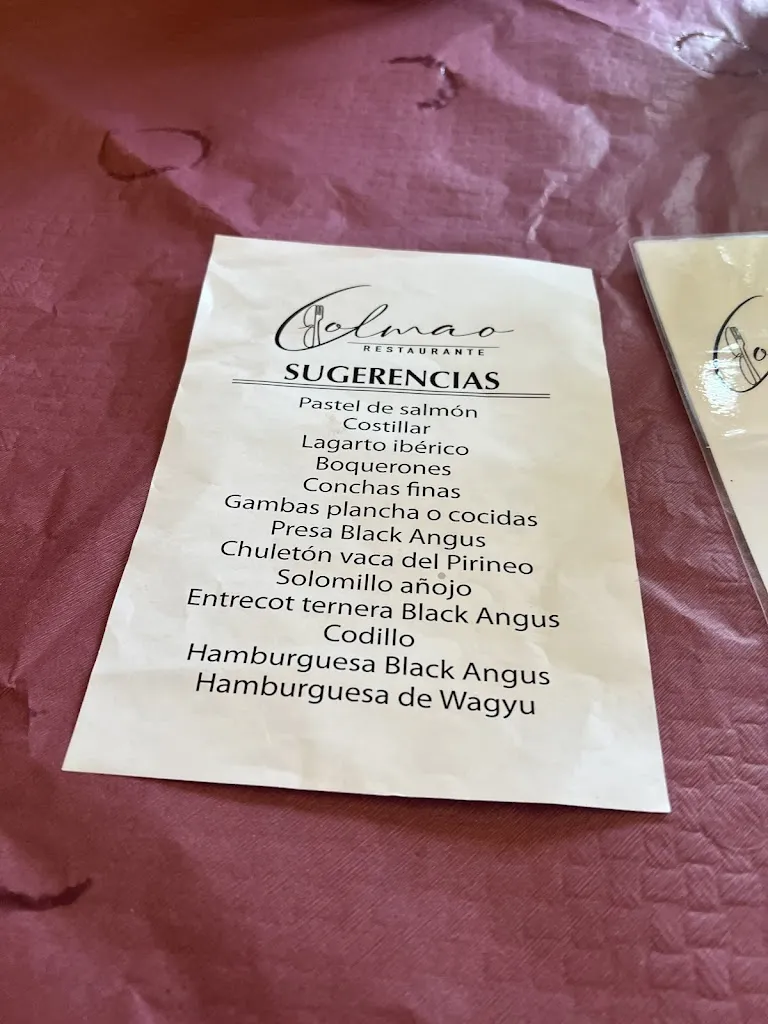 Colmao
RESTAURANTE
SUGERENCIAS
Pastel de salmón
Costillar
Lagarto ibérico
Boquerones
Conchas finas
Gambas plancha o cocidas
Presa Black Angus
Chuletón vaca del Pirineo
Solomillo añojo
Entrecot ternera Black Angus
Codillo
Hamburguesa Black Angus
Hamburguesa de Wagyu